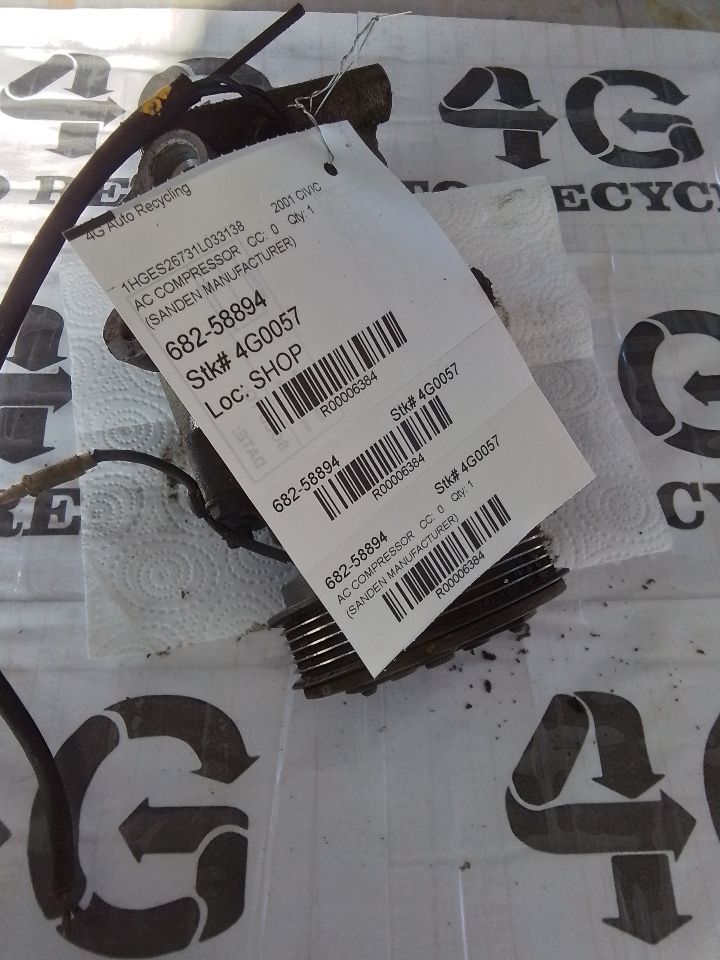 4G Auto Recycling
1HGES26731L033138 2001 CIVIC
AC COMPRESSOR CC: 0 Qty: 1
(SANDEN MANUFACTURER)
682-58894
Stk# 4G0057
Loc: SHOP
R00006384
682-58894 Stk# 4G0057
R00006384
682-58894 Stk# 4G0057
AC COMPRESSOR CC: 0 Qty: 1
(SANDEN MANUFACTURER)
R00006384
4G
RECYC
4G
4G
DATE: